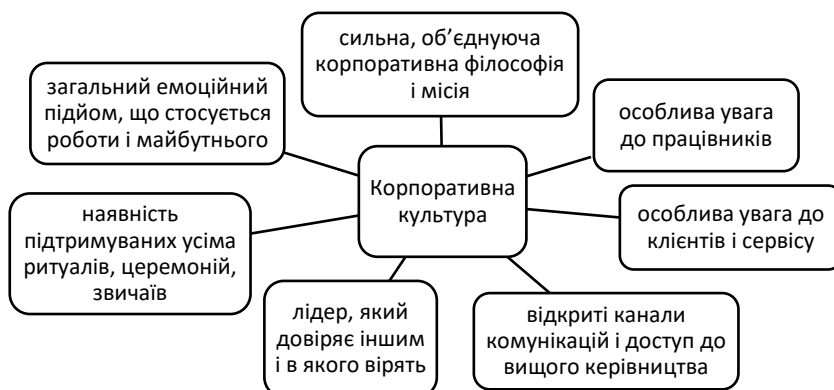 сильна, об’єднуюча
корпоративна філософія
і місія
загальний емоційний
підйом, що стосується
роботи і майбутнього
особлива увага
до працівників
Корпоративна
культура
наявність
підтримуваних усіма
ритуалів, церемоній,
звичаїв
особлива увага до
клієнтів і сервісу
лідер, який
довіряє іншим
і в якого вірять
відкриті канали
комунікацій і доступ до
вищого керівництва